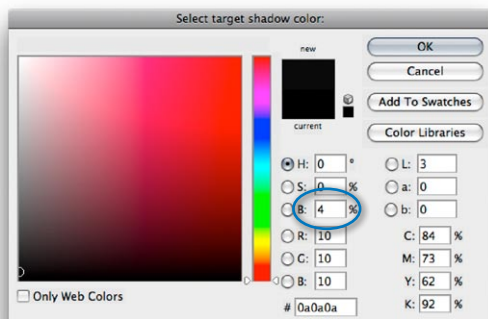 Select target shadow color:
new
current
OK
Cancel
Add To Swatches
Color Libraries
H: 0 °
S: 0 %
B: 4 %
R: 10
G: 10
B: 10
# 0a0a0a
L: 3
a: 0
b: 0
C: 84 %
M: 73 %
Y: 62 %
K: 92 %
Only Web Colors